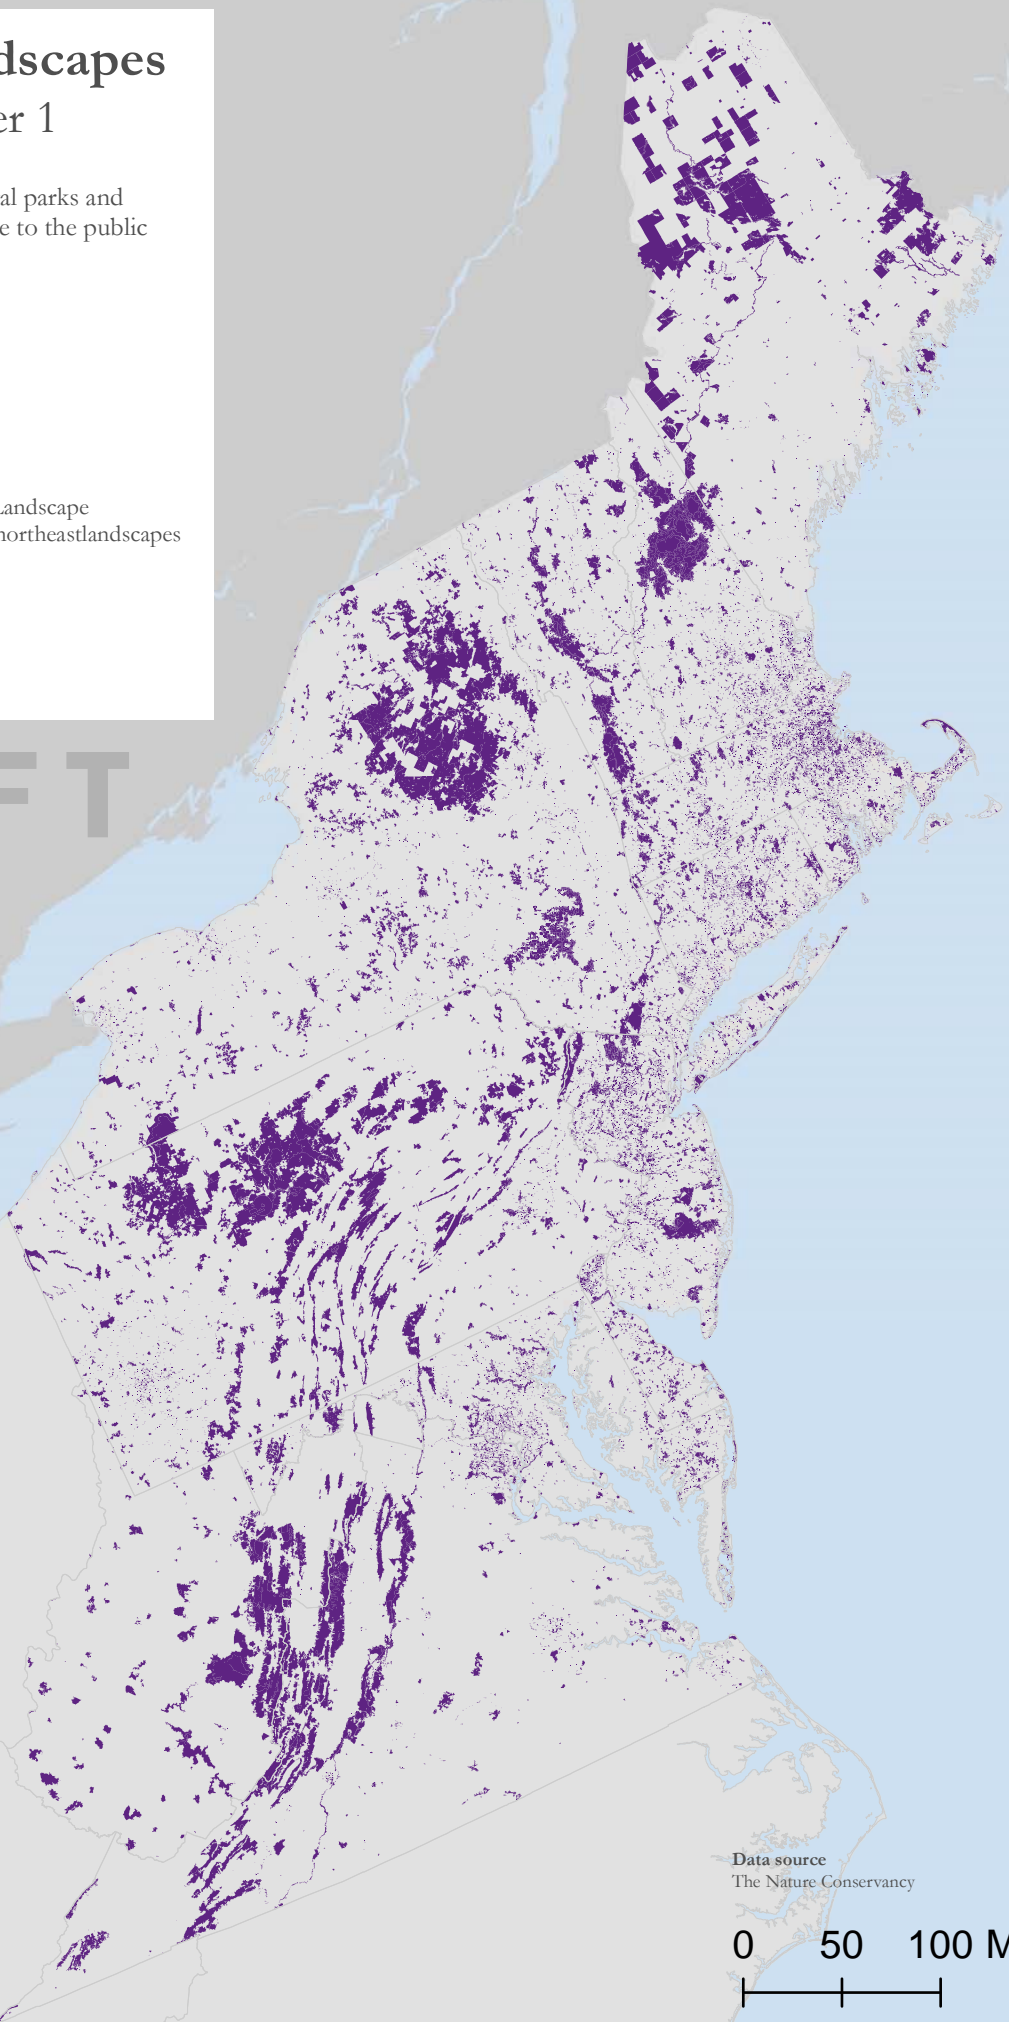 dscapes
er 1
al parks and
e to the public
Landscape
northeastlandscapes
FT
Data source
The Nature Conservancy
0 50 100 M